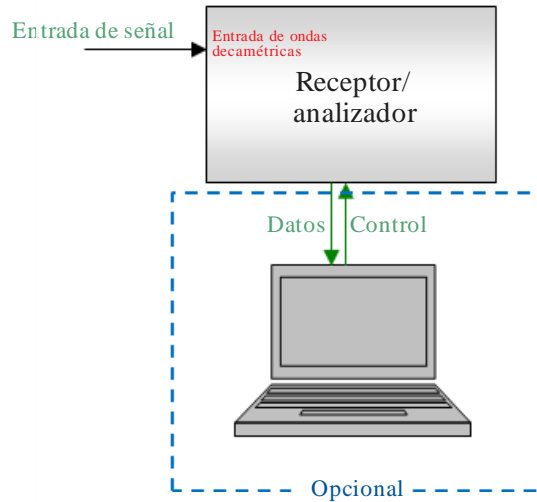 Entrada de señal
Entrada de ondas
decamétricas
Receptor/
analizador
Datos
Control
Opcional